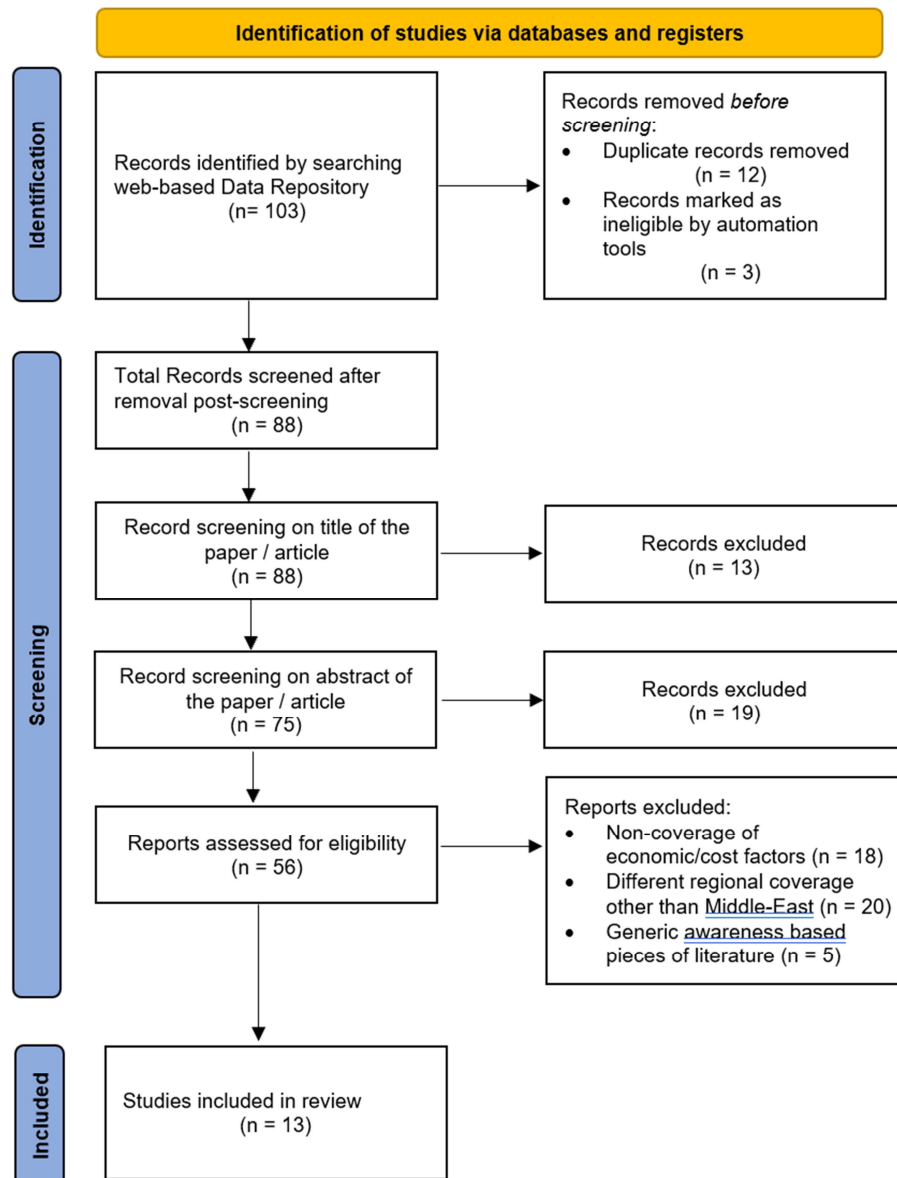 Identification of studies via databases and registers
Identification
Records identified by searching
web-based Data Repository
(n= 103)
Records removed before
screening:
• Duplicate records removed
(n = 12)
• Records marked as
ineligible by automation
tools
(n = 3)
Screening
Total Records screened after
removal post-screening
(n = 88)
Record screening on title of the
paper / article
(n = 88)
Records excluded
(n = 13)
Record screening on abstract of
the paper / article
(n = 75)
Records excluded
(n = 19)
Reports assessed for eligibility
(n = 56)
Reports excluded:
• Non-coverage of
economic/cost factors (n = 18)
• Different regional coverage
other than Middle-East (n = 20)
• Generic awareness based
pieces of literature (n = 5)
Included
Studies included in review
(n = 13)